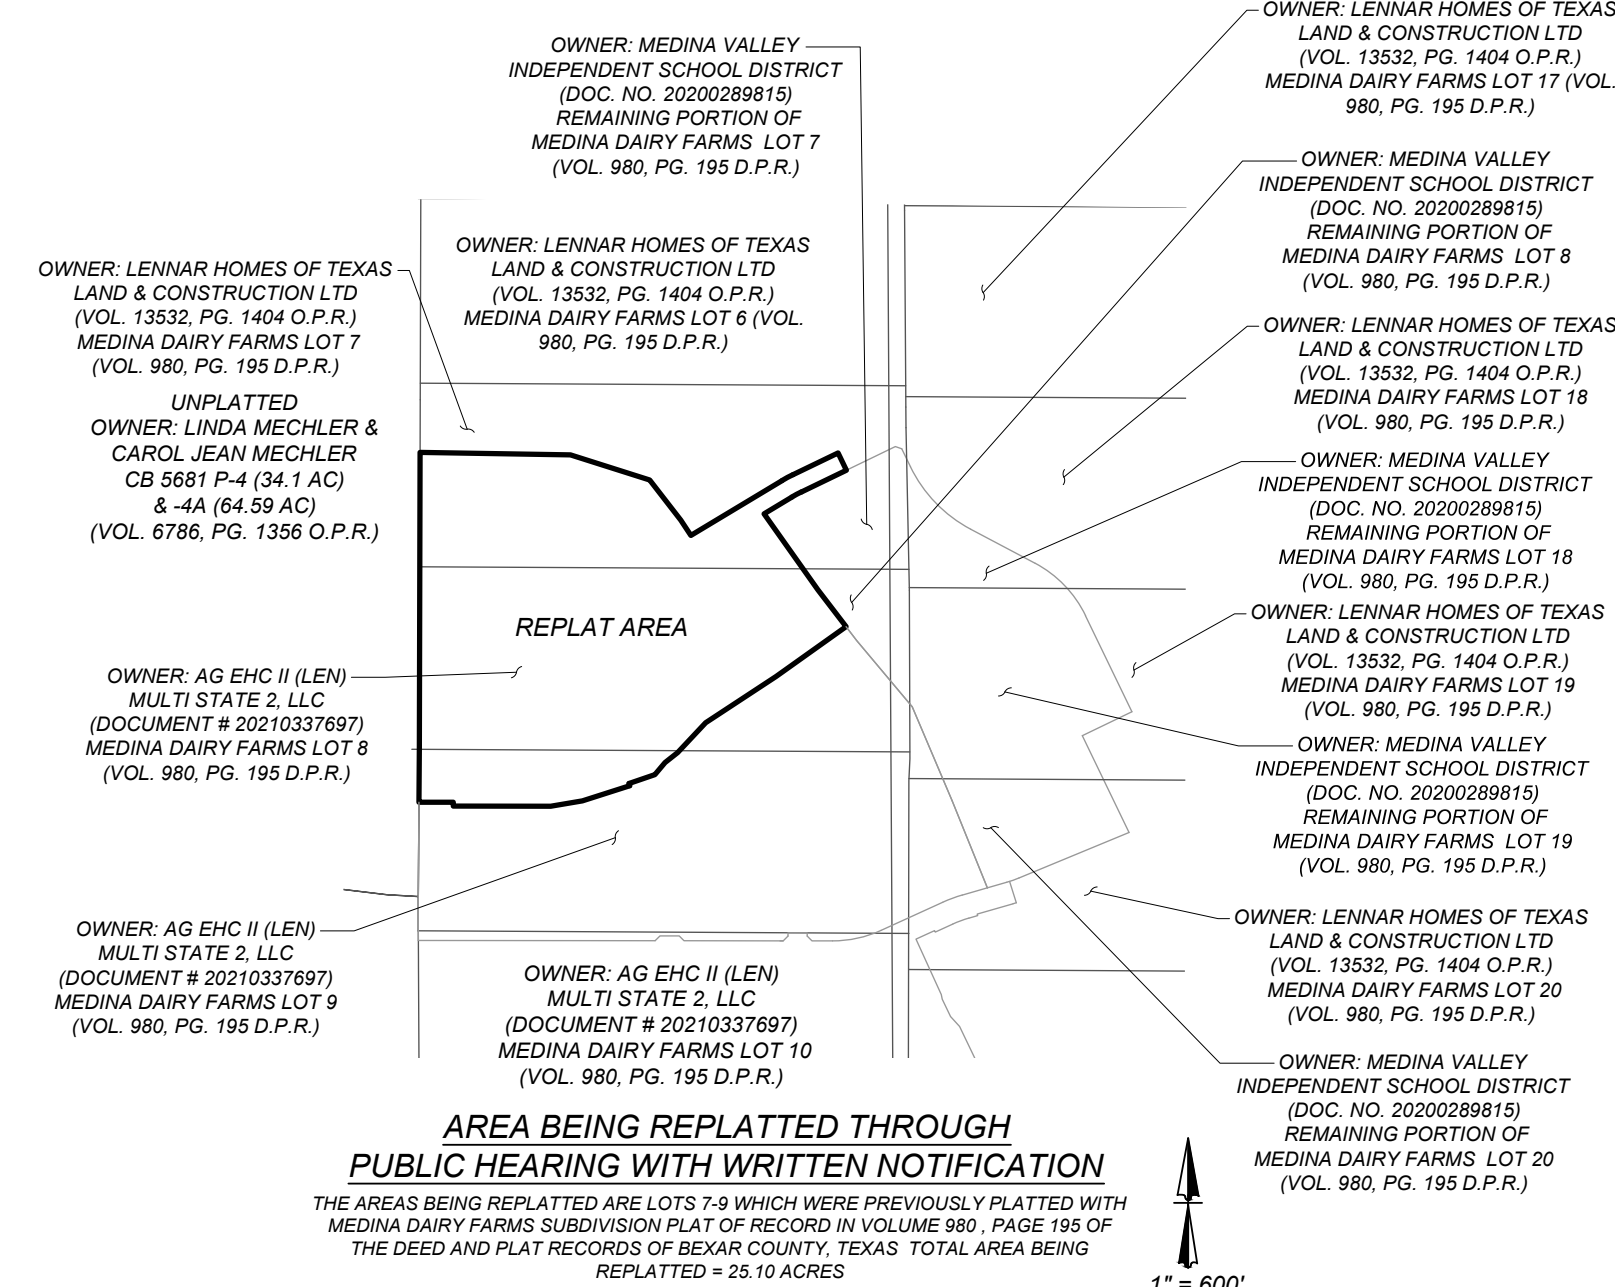 OWNER: MEDINA VALLEY
INDEPENDENT SCHOOL DISTRICT
(DOC. NO. 20200289815)
REMAINING PORTION OF
MEDINA DAIRY FARMS LOT 7
(VOL. 980, PG. 195 D.P.R.)
OWNER: LENNAR HOMES OF TEXAS
LAND & CONSTRUCTION LTD
(VOL. 13532, PG. 1404 O.P.R.)
MEDINA DAIRY FARMS LOT 17 (VOL.
980, PG. 195 D.P.R.)
OWNER: MEDINA VALLEY
INDEPENDENT SCHOOL DISTRICT
(DOC. NO. 20200289815)
REMAINING PORTION OF
MEDINA DAIRY FARMS LOT 8
(VOL. 980, PG. 195 D.P.R.)
OWNER: LENNAR HOMES OF TEXAS
LAND & CONSTRUCTION LTD
(VOL. 13532, PG. 1404 O.P.R.)
MEDINA DAIRY FARMS LOT 7
(VOL. 980, PG. 195 D.P.R.)
OWNER: LENNAR HOMES OF TEXAS
LAND & CONSTRUCTION LTD
(VOL. 13532, PG. 1404 O.P.R.)
MEDINA DAIRY FARMS LOT 6 (VOL.
980, PG. 195 D.P.R.)
OWNER: LENNAR HOMES OF TEXAS
LAND & CONSTRUCTION LTD
(VOL. 13532, PG. 1404 O.P.R.)
MEDINA DAIRY FARMS LOT 18
(VOL. 980, PG. 195 D.P.R.)
UNPLATTED
OWNER: LINDA MECHLER &
CAROL JEAN MECHLER
CB 5681 P-4 (34.1 AC)
& -4A (64.59 AC)
(VOL. 6786, PG. 1356 O.P.R.)
OWNER: MEDINA VALLEY
INDEPENDENT SCHOOL DISTRICT
(DOC. NO. 20200289815)
REMAINING PORTION OF
MEDINA DAIRY FARMS LOT 18
(VOL. 980, PG. 195 D.P.R.)
REPLAT AREA
OWNER: LENNAR HOMES OF TEXAS
LAND & CONSTRUCTION LTD
(VOL. 13532, PG. 1404 O.P.R.)
MEDINA DAIRY FARMS LOT 19
(VOL. 980, PG. 195 D.P.R.)
OWNER: AG EHC II (LEN)
MULTI STATE 2, LLC
(DOCUMENT # 20210337697)
MEDINA DAIRY FARMS LOT 8
(VOL. 980, PG. 195 D.P.R.)
OWNER: MEDINA VALLEY
INDEPENDENT SCHOOL DISTRICT
(DOC. NO. 20200289815)
REMAINING PORTION OF
MEDINA DAIRY FARMS LOT 19
(VOL. 980, PG. 195 D.P.R.)
OWNER: AG EHC II (LEN)
MULTI STATE 2, LLC
(DOCUMENT # 20210337697)
MEDINA DAIRY FARMS LOT 9
(VOL. 980, PG. 195 D.P.R.)
OWNER: AG EHC II (LEN)
MULTI STATE 2, LLC
(DOCUMENT # 20210337697)
MEDINA DAIRY FARMS LOT 10
(VOL. 980, PG. 195 D.P.R.)
OWNER: LENNAR HOMES OF TEXAS
LAND & CONSTRUCTION LTD
(VOL. 13532, PG. 1404 O.P.R.)
MEDINA DAIRY FARMS LOT 20
(VOL. 980, PG. 195 D.P.R.)
OWNER: MEDINA VALLEY
INDEPENDENT SCHOOL DISTRICT
(DOC. NO. 20200289815)
REMAINING PORTION OF
MEDINA DAIRY FARMS LOT 20
(VOL. 980, PG. 195 D.P.R.)
AREA BEING REPLATTED THROUGH
PUBLIC HEARING WITH WRITTEN NOTIFICATION
THE AREAS BEING REPLATTED ARE LOTS 7-9 WHICH WERE PREVIOUSLY PLATTED WITH
MEDINA DAIRY FARMS SUBDIVISION PLAT OF RECORD IN VOLUME 980 , PAGE 195 OF
THE DEED AND PLAT RECORDS OF BEXAR COUNTY, TEXAS TOTAL AREA BEING
REPLATTED = 25.10 ACRES
1" = 600'